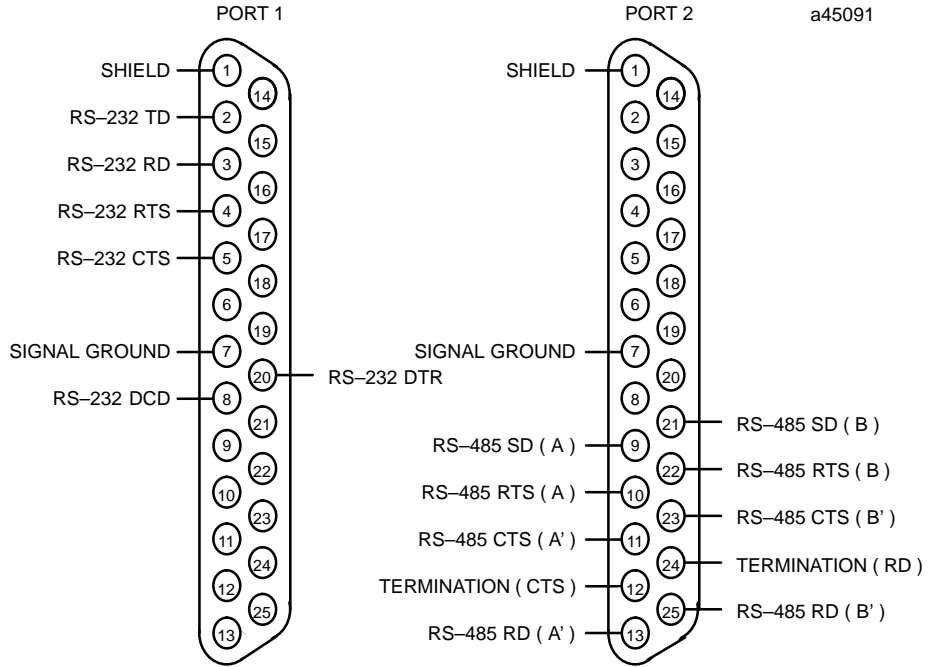 PORT 1
PORT 2
a45091
SHIELD
RS–232 TD
RS–232 RD
RS–232 RTS
RS–232 CTS
SIGNAL GROUND
RS–232 DCD
1
2
3
4
5
6
7
8
9
10
11
12
13
14
15
16
17
18
19
20
21
22
23
24
25
RS–232 DTR
SHIELD
SIGNAL GROUND
RS–485 SD ( A )
RS–485 RTS ( A )
RS–485 CTS ( A’ )
TERMINATION ( CTS )
RS–485 RD ( A’ )
1
2
3
4
5
6
7
8
9
10
11
12
13
14
15
16
17
18
19
20
21
22
23
24
25
RS–485 SD ( B )
RS–485 RTS ( B )
RS–485 CTS ( B’ )
TERMINATION ( RD )
RS–485 RD ( B’ )